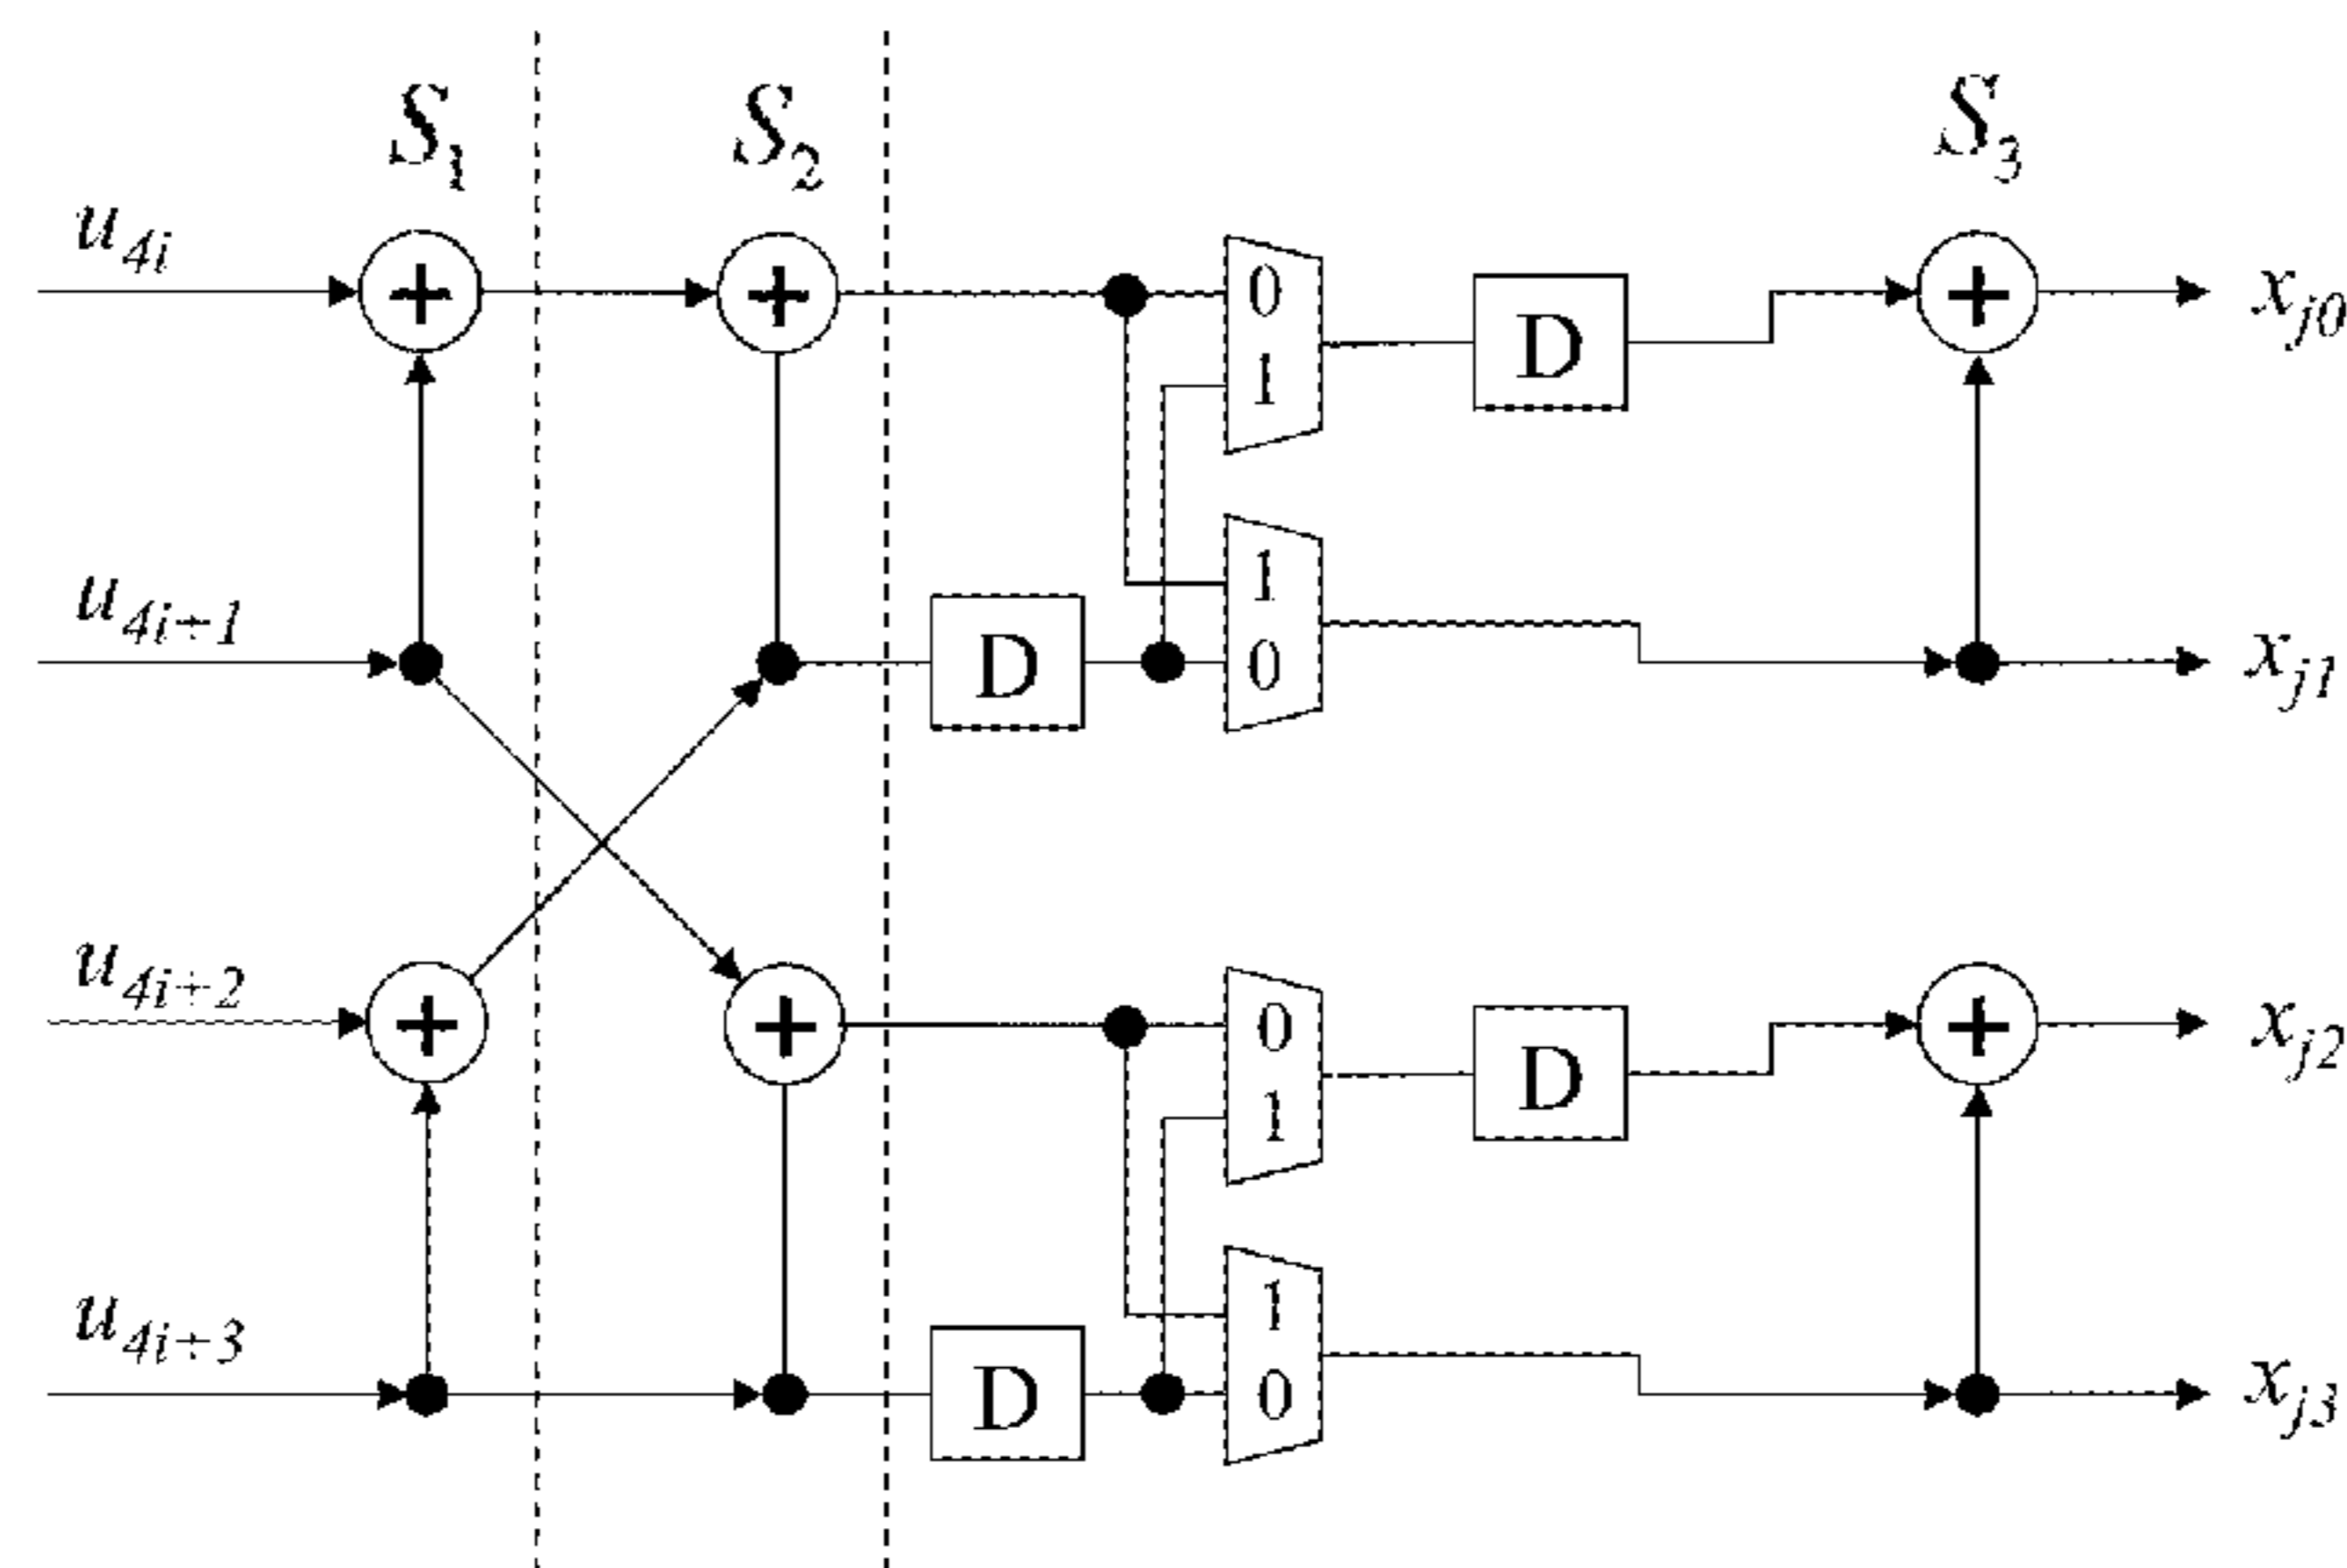 S1 S2 S3
u4i + + 0 D + xj0
1
u4i+1 D 1 xj1
0
u4i+2 + + 0 D + xj2
1
u4i+3 D 1 xj3
0